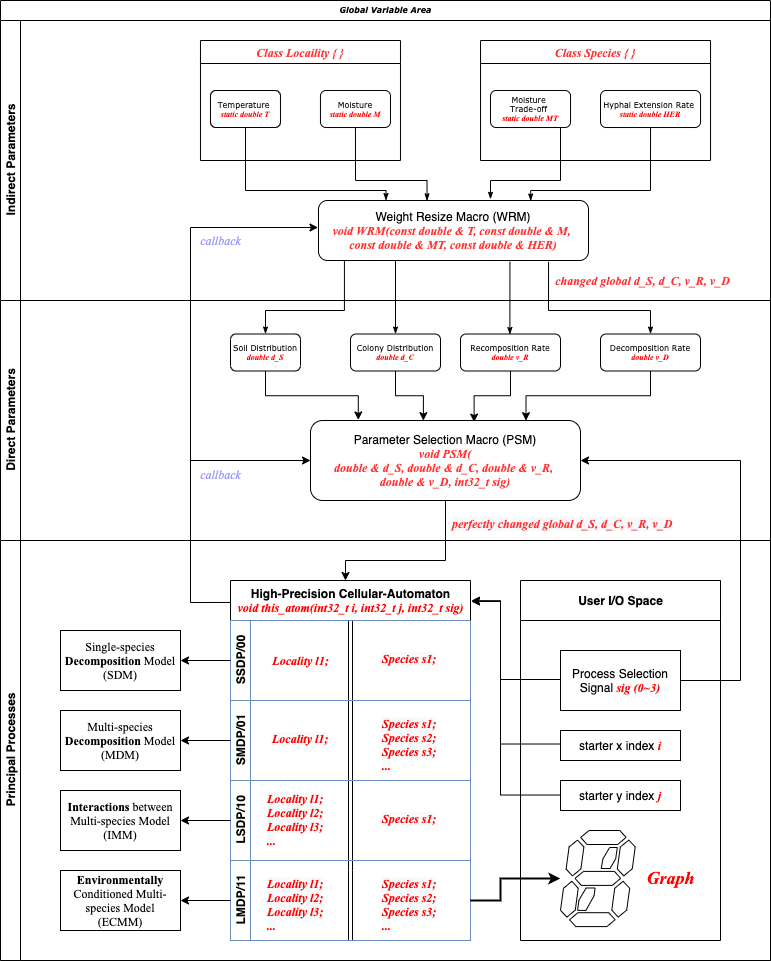 Global Variable Area
Indirect Parameters
Class Locaility { }
Class Species { }
Temperature
static double T
Moisture
static double M
Moisture
Trade-off
static double MT
Hyphal Extension Rate
static double HER
Weight Resize Macro (WRM)
void WRM(const double & T, const double & M,
const double & MT, const double & HER)
callback
changed global d_S, d_C, v_R, v_D
Direct Parameters
Soil Distribution
double d_S
Colony Distribution
double d_C
Recomposition Rate
double v_R
Decomposition Rate
double v_D
Parameter Selection Macro (PSM)
void PSM(
double & d_S, double & d_C, double & v_R,
double & v_D, int32_t sig)
callback
perfectly changed global d_S, d_C, v_R, v_D
Principal Processes
High-Precision Cellular-Automaton
void this_atom(int32_t i, int32_t j, int32_t sig)
Single-species
Decomposition Model
(SDM)
SSDP/00
Locality l1;
Species s1;
Multi-species
Decomposition Model
(MDM)
SMDP/01
Locality l1;
Species s1;
Species s2;
Species s3;
...
Interactions between
Multi-species Model
(IMM)
LSDP/10
Locality l1;
Locality l2;
Locality l3;
...
Species s1;
Environmentally
Conditioned Multi-
species Model
(ECMM)
LMDP/11
Locality l1;
Locality l2;
Locality l3;
...
Species s1;
Species s2;
Species s3;
...
User I/O Space
Process Selection
Signal sig (0~3)
starter x index i
starter y index j
Graph